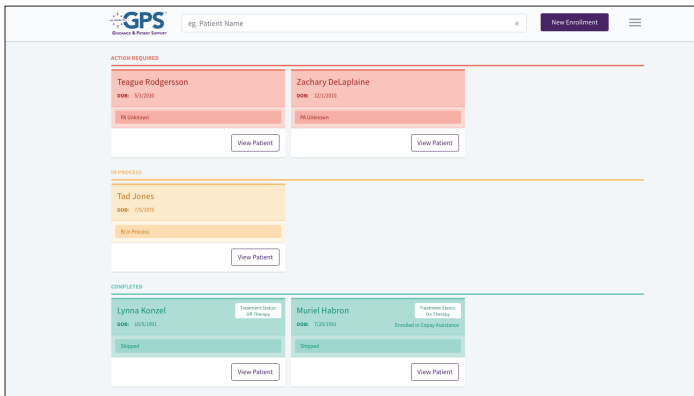 GPS
GUIDANCE & PATIENT SUPPORT
eg. Patient Name
×
New Enrollment
ACTION REQUIRED
Teague Rodgersson
DOB: 5/1/2010
PA Unknown
View Patient
Zachary DeLaplaine
DOB: 12/1/2010
PA Unknown
View Patient
IN PROCESS
Tad Jones
DOB: 7/5/1975
BI in Process
View Patient
COMPLETED
Lynna Konzel
Treatment Status:
Off Therapy
DOB: 10/5/1951
Shipped
View Patient
Muriel Habron
Treatment Status:
On Therapy
DOB: 7/29/1951
Enrolled in Copay Assistance
Shipped
View Patient